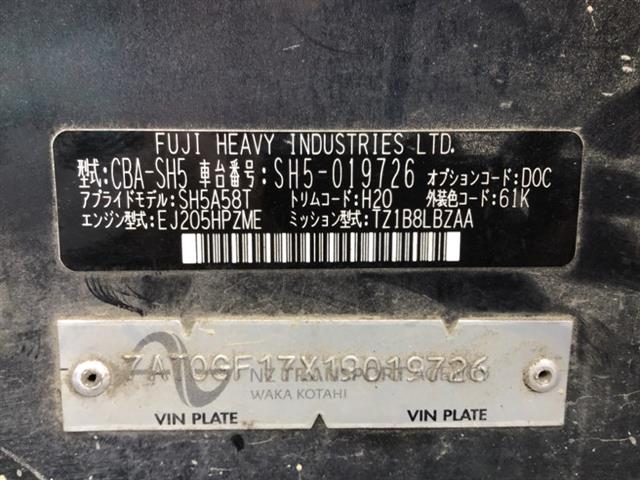 FUJI HEAVY INDUSTRIES LTD.
型式:CBA-SH5 車台番号:SH5-019726 オプションコード:DOC
アプライドモデル:SH5A58T トリムコード:H20 外装色コード:61K
エンジン型式:EJ205HPZME ミッション型式:TZ1B8LBZAA
7AT0GF17X19019726
NZ TRANSPORT AGENCY
WAKA KOTAHI
VIN PLATE VIN PLATE